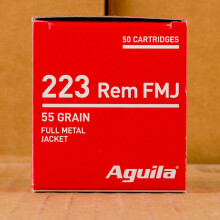 50 CARTRIDGES
223 Rem FMJ
55 GRAIN
FULL METAL
JACKET
Aguila